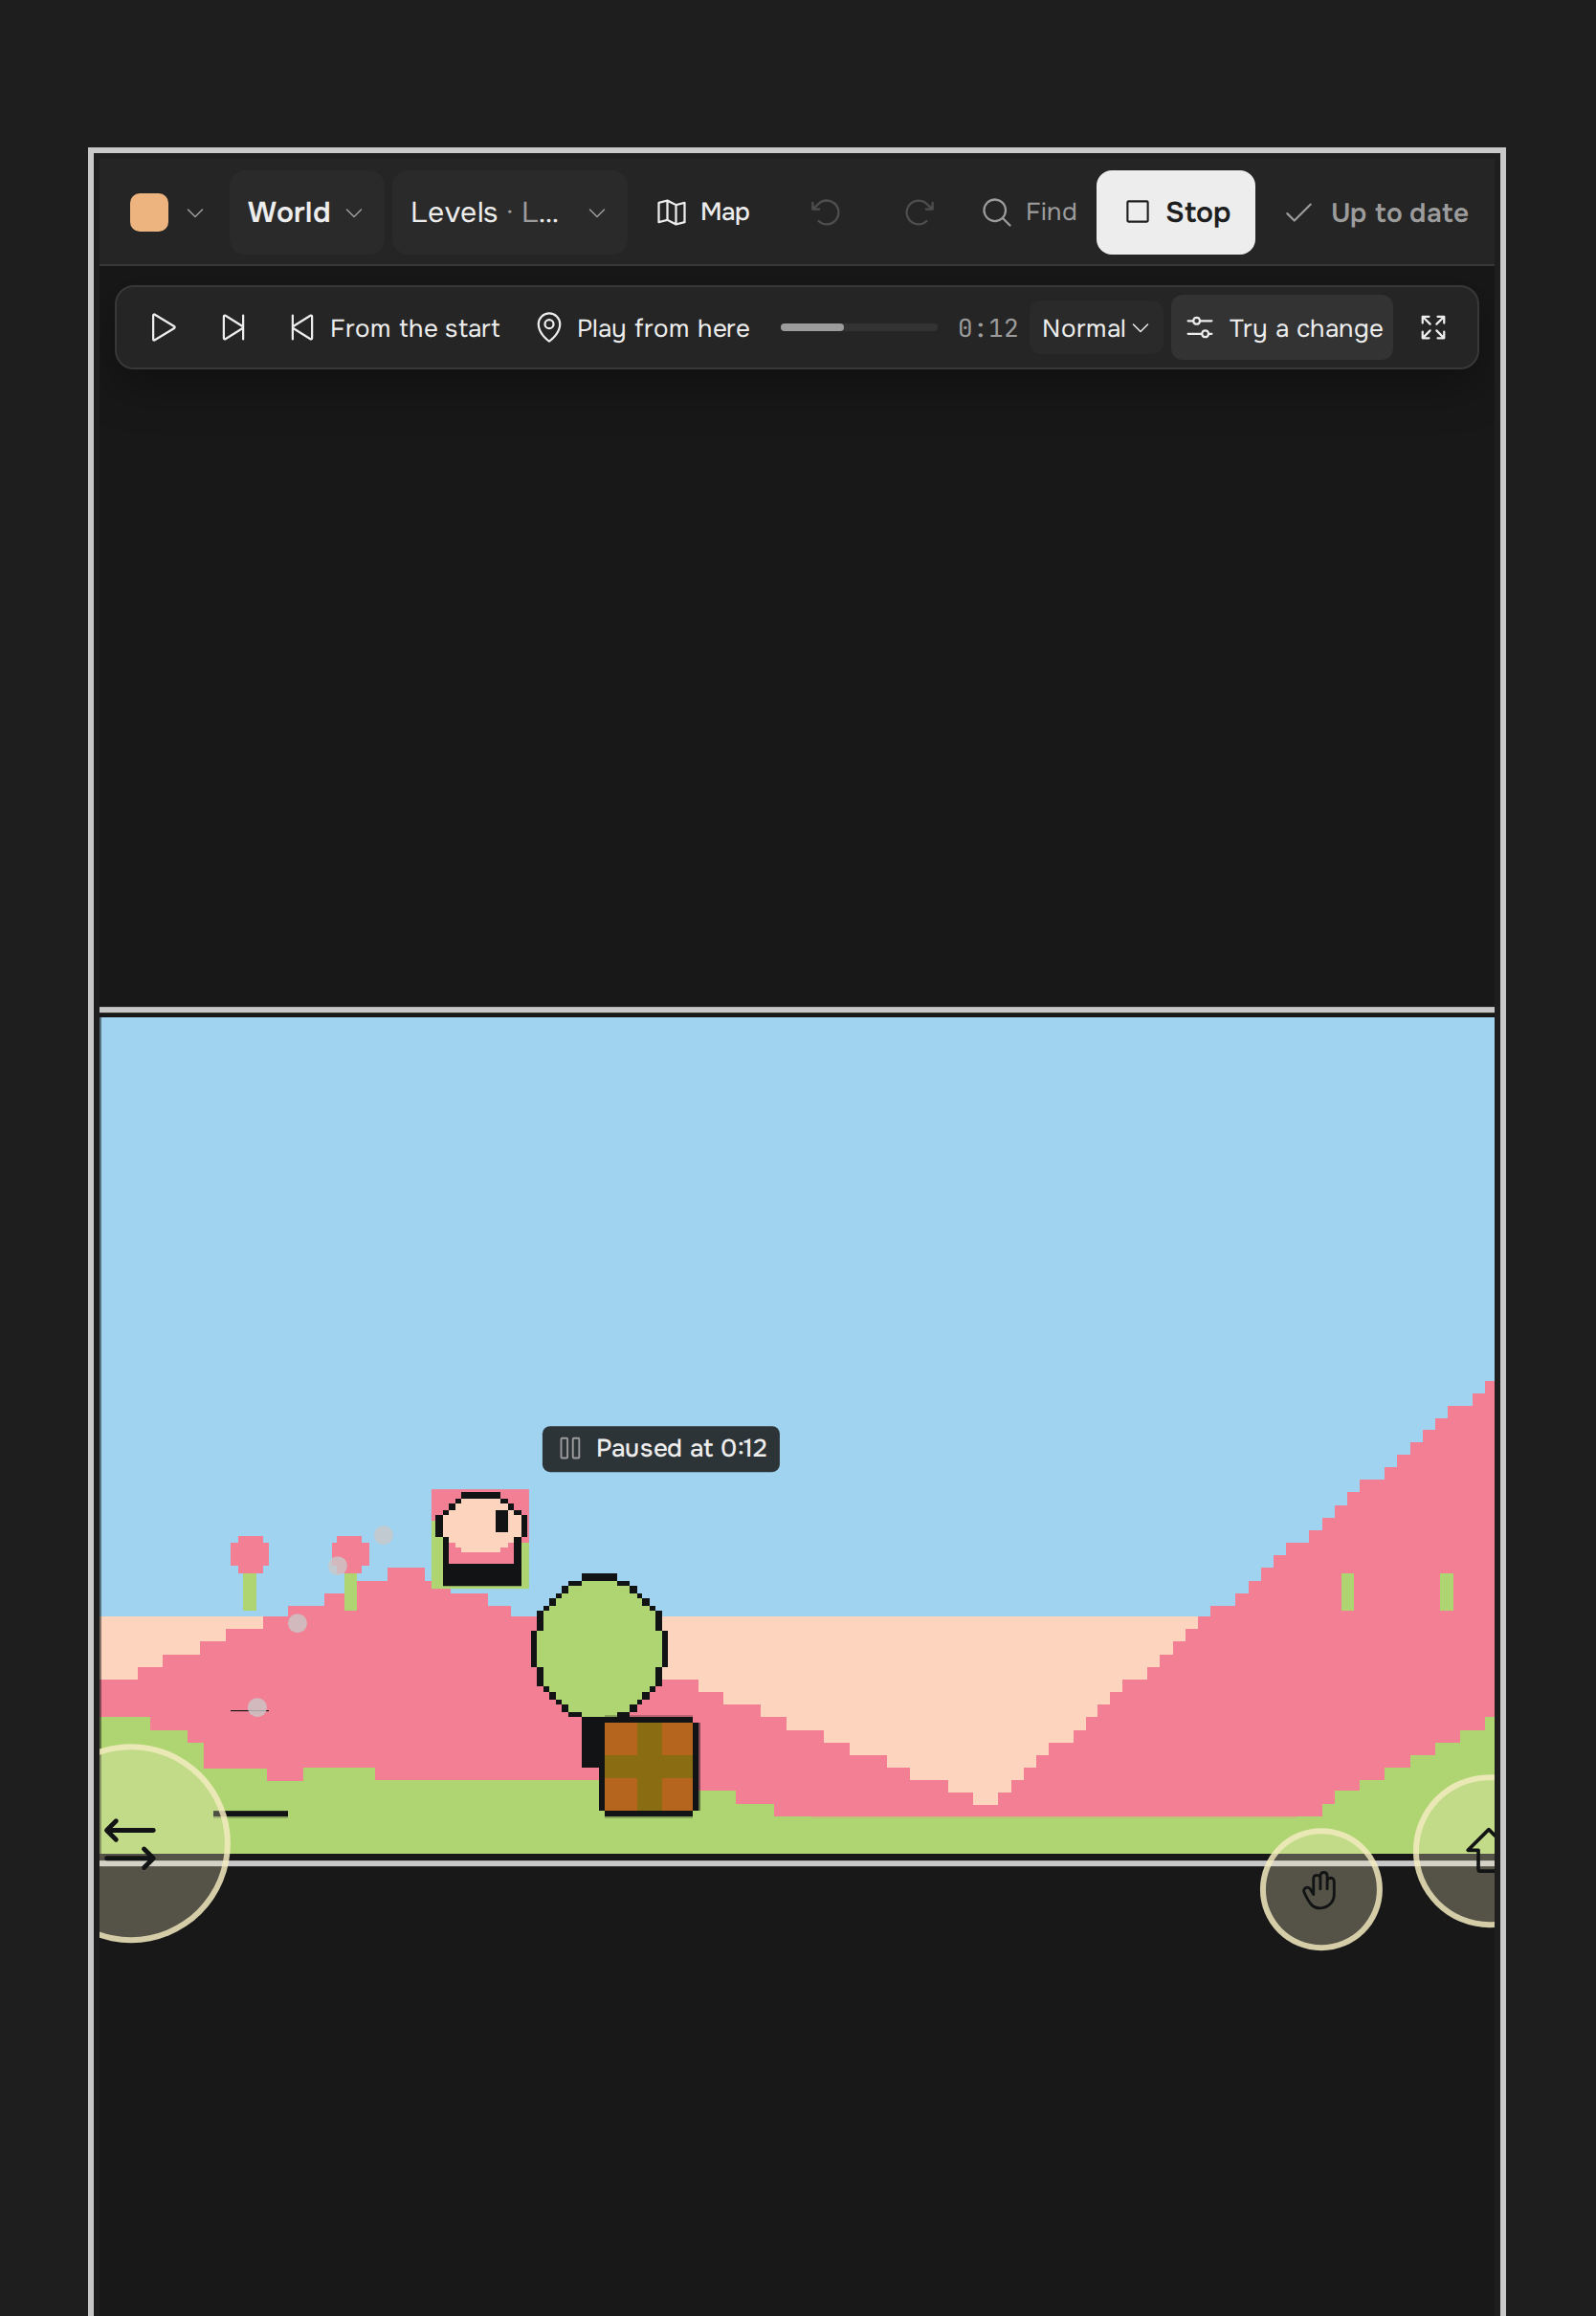 World Levels · L... Map Find Stop Up to date
From the start Play from here 0:12 Normal Try a change
Paused at 0:12